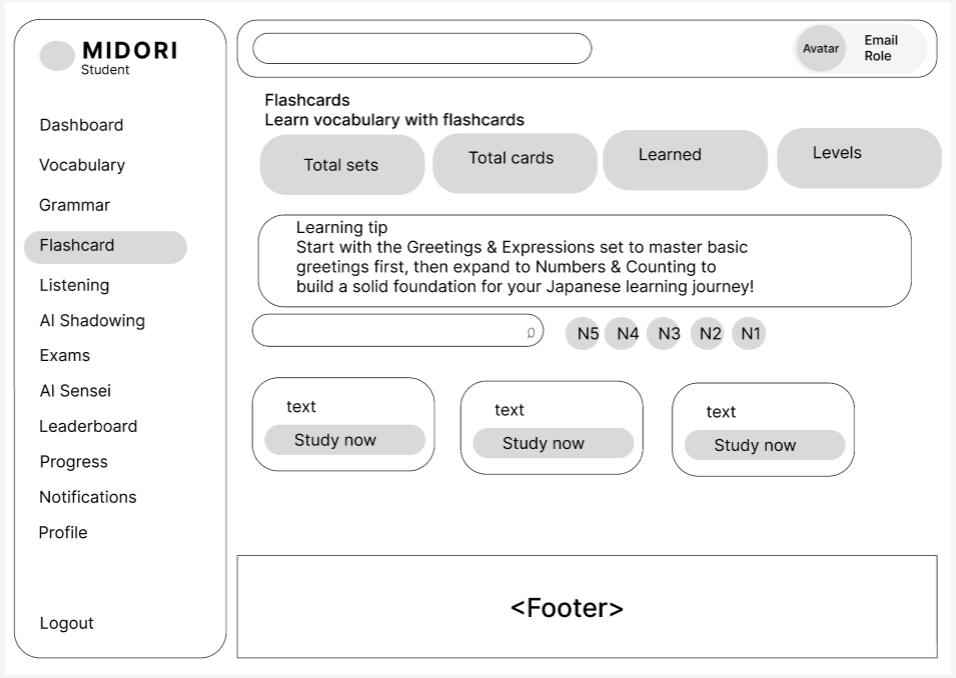 MIDORI
Student
Dashboard
Vocabulary
Grammar
Flashcard
Listening
AI Shadowing
Exams
AI Sensei
Leaderboard
Progress
Notifications
Profile
Logout
Avatar
Email
Role
Flashcards
Learn vocabulary with flashcards
Total sets
Total cards
Learned
Levels
Learning tip
Start with the Greetings & Expressions set to master basic
greetings first, then expand to Numbers & Counting to
build a solid foundation for your Japanese learning journey!
N5 N4 N3 N2 N1
text
Study now
text
Study now
text
Study now
<Footer>